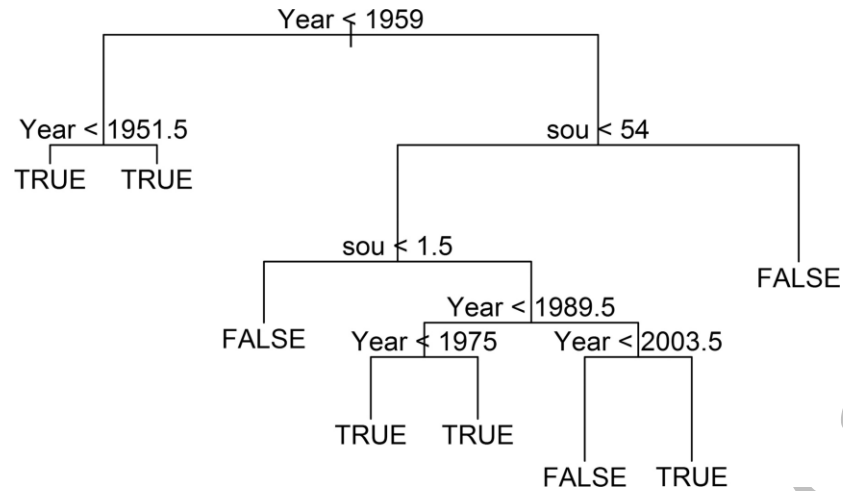 Year < 1959
Year < 1951.5
sou < 54
TRUE TRUE
sou < 1.5
FALSE
Year < 1989.5
FALSE
Year < 1975
Year < 2003.5
TRUE TRUE
FALSE TRUE